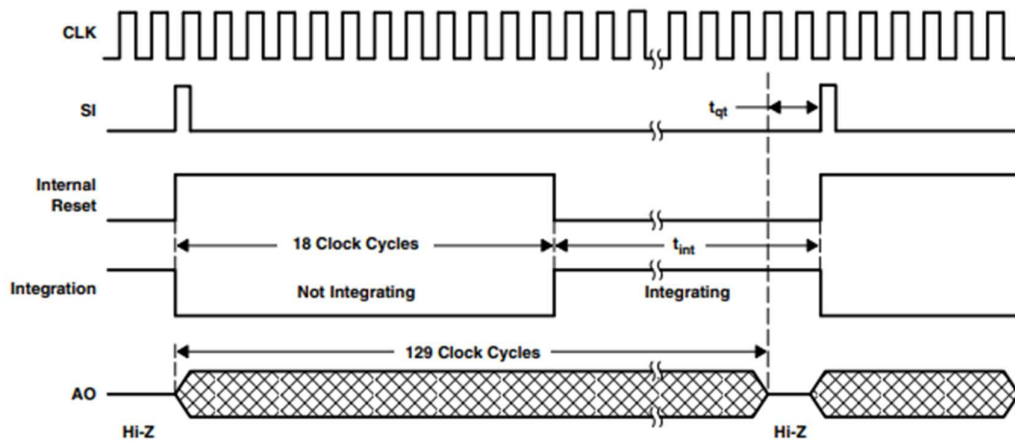 CLK
SI
t_qt
Internal
Reset
18 Clock Cycles
t_int
Integration
Not Integrating
Integrating
129 Clock Cycles
AO
Hi-Z
Hi-Z